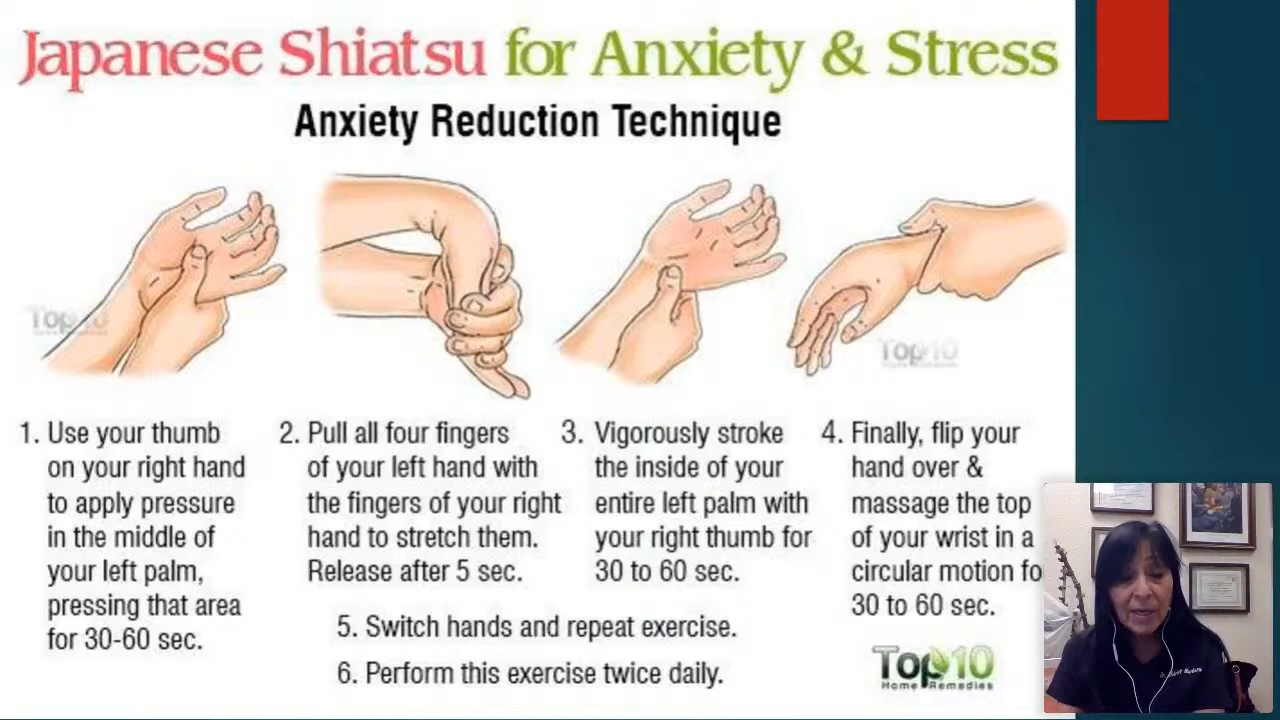 Japanese Shiatsu for Anxiety & Stress
Anxiety Reduction Technique
Top10
Top10
1. Use your thumb
on your right hand
to apply pressure
in the middle of
your left palm,
pressing that area
for 30-60 sec.
2. Pull all four fingers
of your left hand with
the fingers of your right
hand to stretch them.
Release after 5 sec.
3. Vigorously stroke
the inside of your
entire left palm with
your right thumb for
30 to 60 sec.
4. Finally, flip your
hand over &
massage the top
of your wrist in a
circular motion fo
30 to 60 sec.
5. Switch hands and repeat exercise.
6. Perform this exercise twice daily.
Top10
Home Remedies